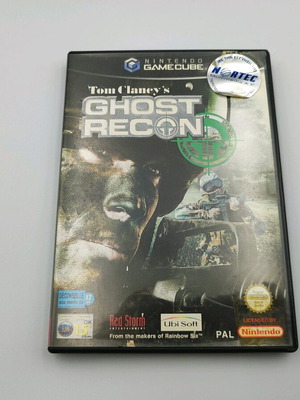 NINTENDO
GAMECUBE
NORTEC
Tom Clancy's
GHOST
RECON
Red Storm
ENTERTAINMENT
Ubi Soft
PAL
LICENSED BY
Nintendo
From the makers of Rainbow Six